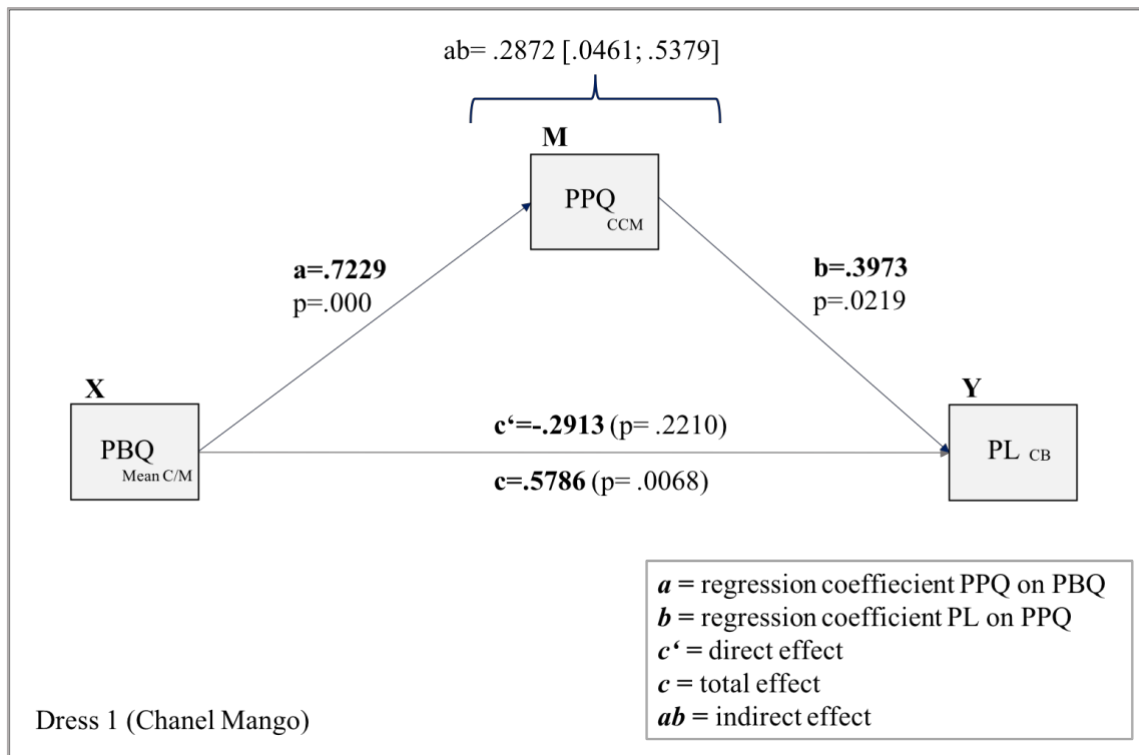 ab= .2872 [.0461; .5379]
M
PPQ
CCM
a=.7229
p=.000
b=.3973
p=.0219
X
PBQ
Mean C/M
c‘=-.2913 (p= .2210)
c=.5786 (p= .0068)
Y
PL CB
a = regression coeffiecient PPQ on PBQ
b = regression coefficient PL on PPQ
c‘ = direct effect
c = total effect
ab = indirect effect
Dress 1 (Chanel Mango)